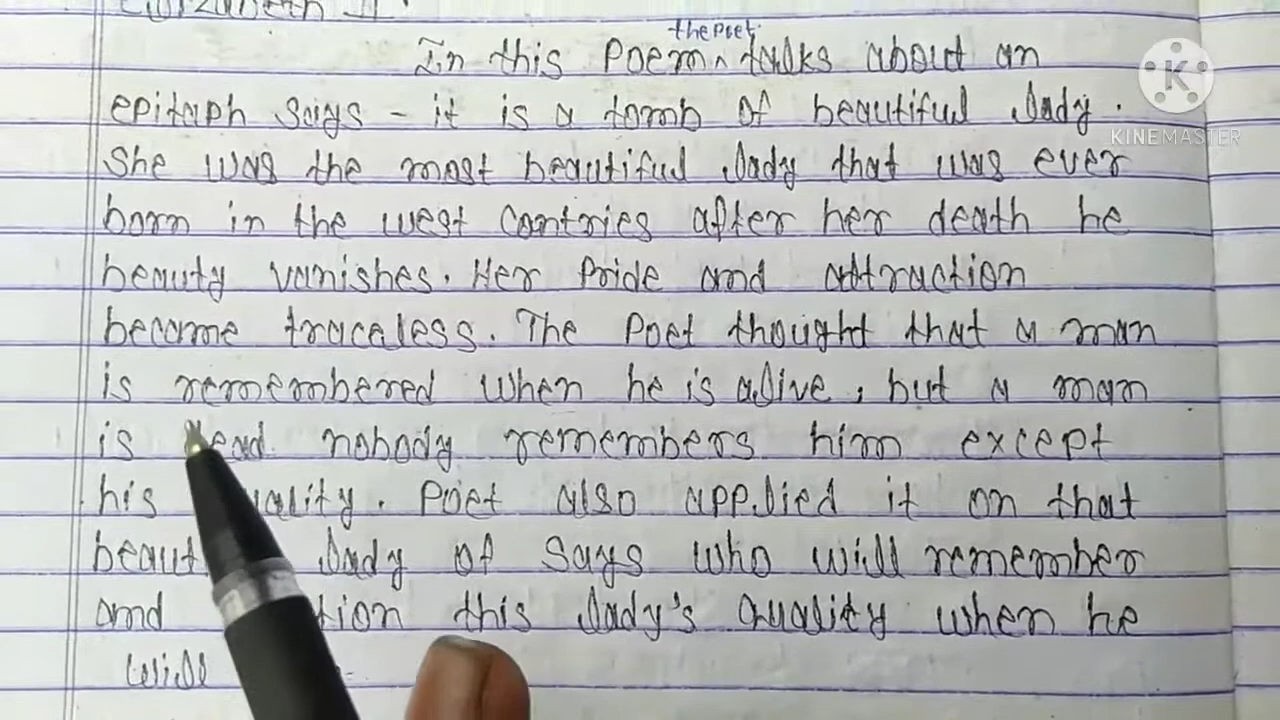 Elizabeth II.
the poet
In this Poem ^ talks about an
epitaph says - it is a tomb of beautiful lady.
She was the most beautiful lady that was ever
born in the west contries after her death he
beauty vanishes. Her Pride and attraction
become traceless. The Poet thought that a man
is remembered when he is alive, but a man
is dead nobody remembers him except
his quality. Poet also applied it on that
lady of says who will remember
and this lady's quality when he
will
K
KINEMASTER